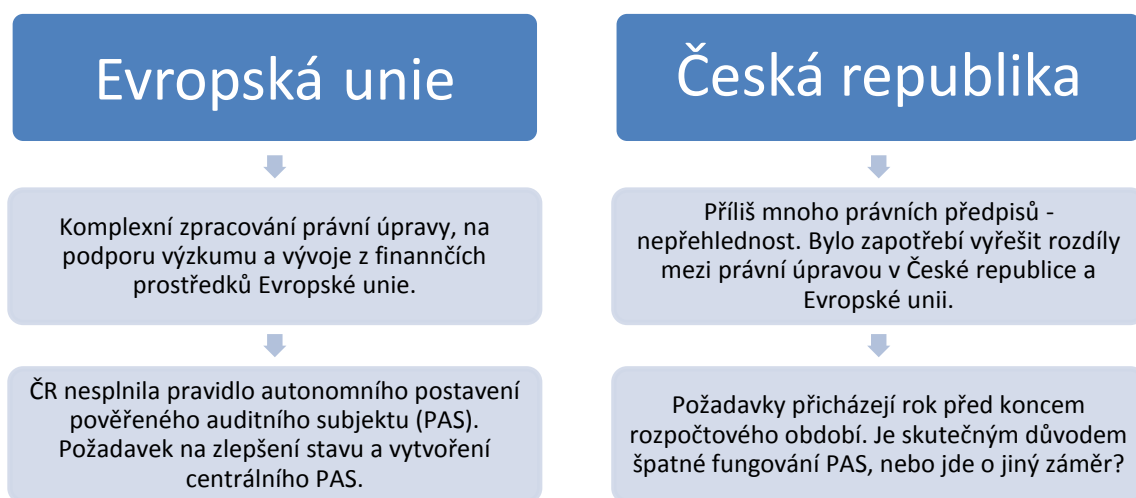 Evropská unie
Komplexní zpracování právní úpravy, na
podporu výzkumu a vývoje z finannčích
prostředků Evropské unie.
ČR nesplnila pravidlo autonomního postavení
pověřeného auditního subjektu (PAS).
Požadavek na zlepšení stavu a vytvoření
centrálního PAS.
Česká republika
Příliš mnoho právních předpisů -
nepřehlednost. Bylo zapotřebí vyřešit rozdíly
mezi právní úpravou v České republice a
Evropské unii.
Požadavky přicházejí rok před koncem
rozpočtového období. Je skutečným důvodem
špatné fungování PAS, nebo jde o jiný záměr?